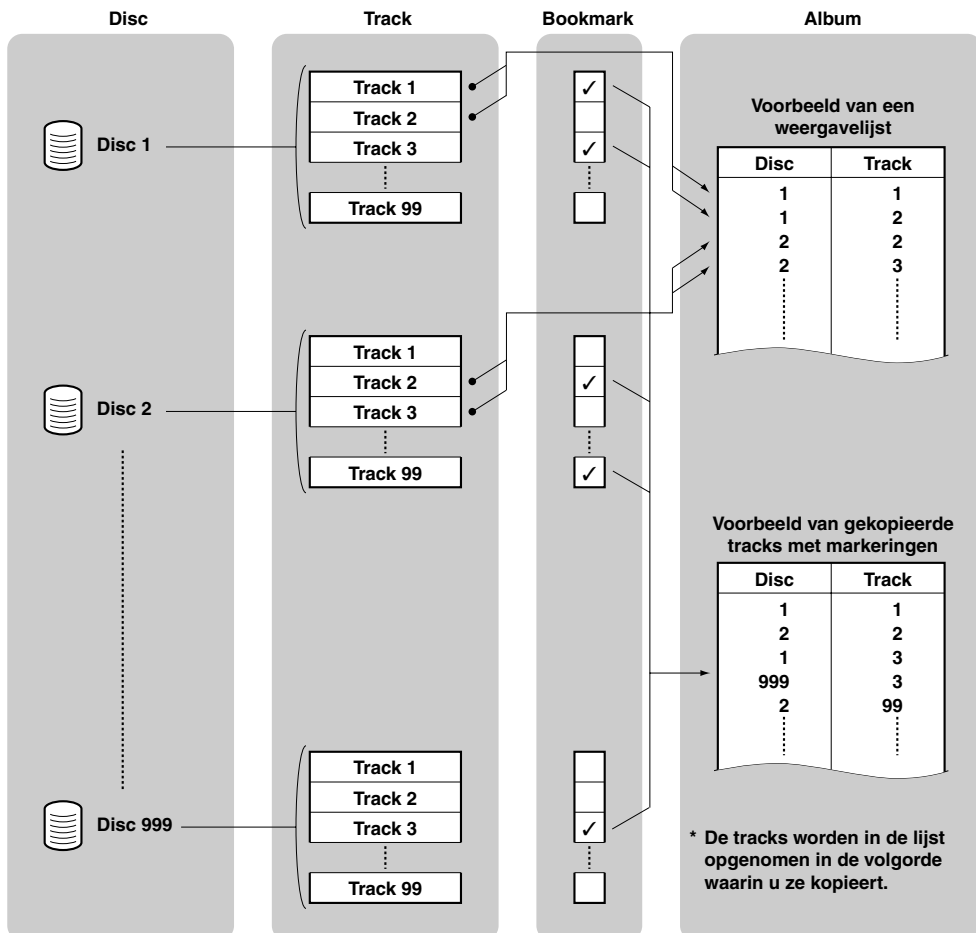 Disc Track Bookmark Album
Disc 1
Track 1 ✓
Track 2
Track 3 ✓
Track 99
Voorbeeld van een
weergavelijst
Disc Track
1 1
1 2
2 2
2 3
Disc 2
Track 1
Track 2 ✓
Track 3
Track 99 ✓
Voorbeeld van gekopieerde
tracks met markeringen
Disc Track
1 1
2 2
1 3
999 3
2 99
Disc 999
Track 1
Track 2
Track 3 ✓
Track 99
* De tracks worden in de lijst
opgenomen in de volgorde
waarin u ze kopieert.